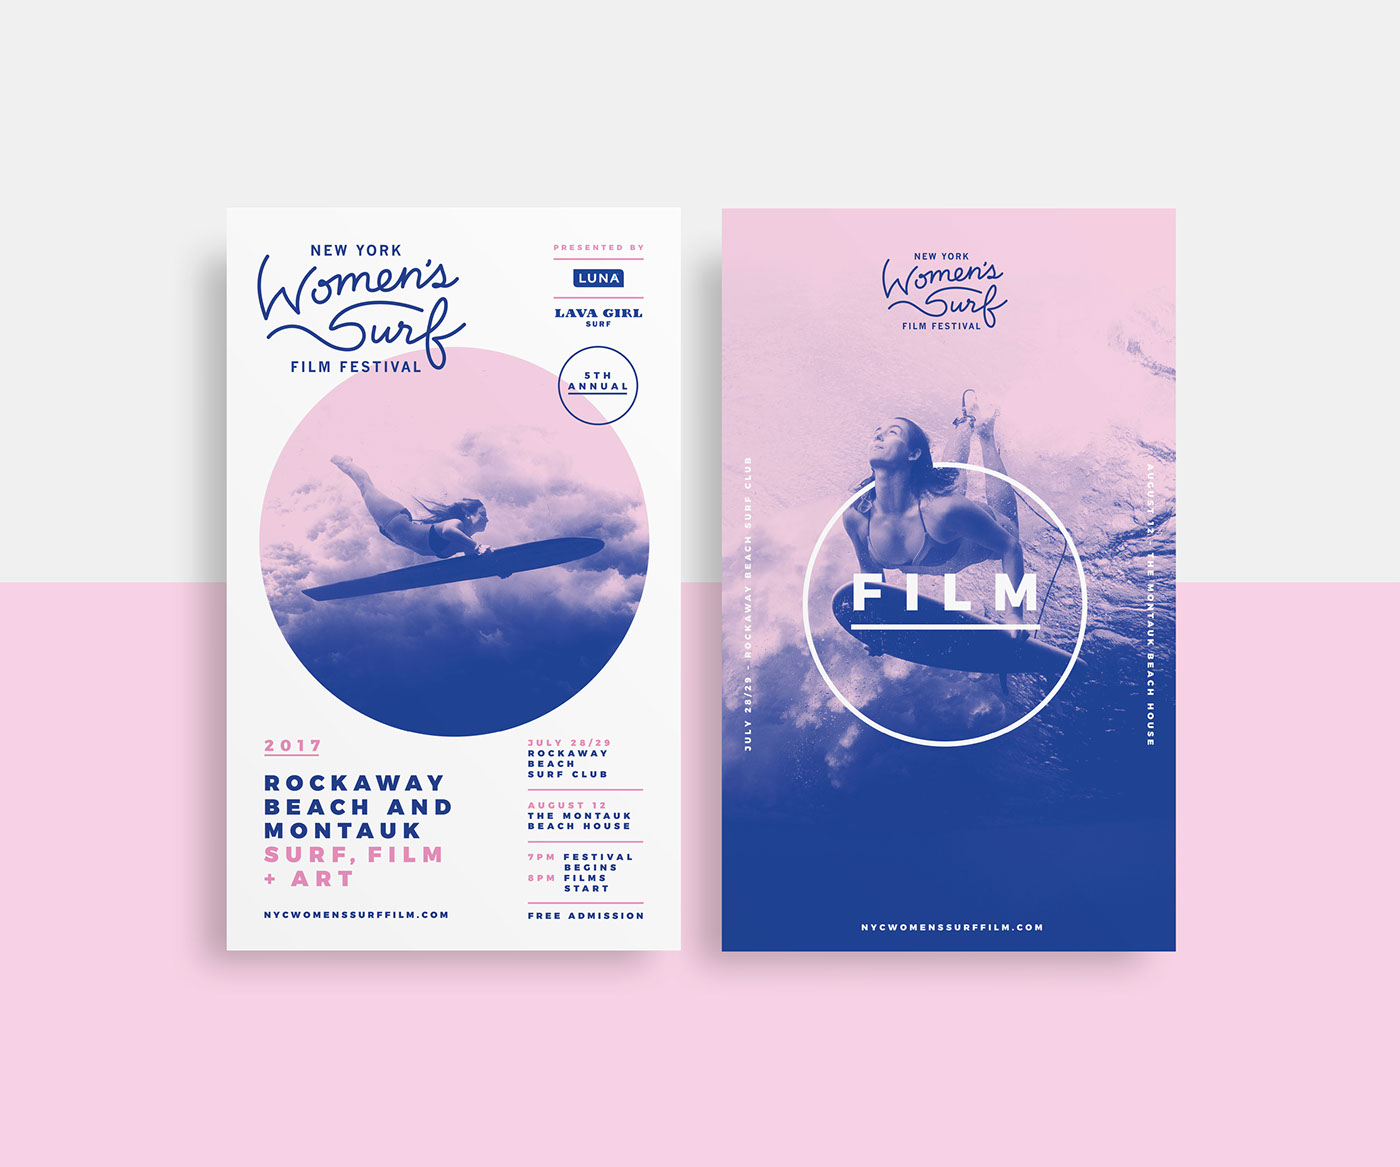 NEW YORK
Women's
Surf
FILM FESTIVAL
PRESENTED BY
LUNA
LAVA GIRL
SURF
5TH
ANNUAL
2017
ROCKAWAY
BEACH AND
MONTAUK
SURF, FILM
+ ART
NYCWOMENSSURFFILM.COM
JULY 28/29
ROCKAWAY
BEACH
SURF CLUB
AUGUST 12
THE MONTAUK
BEACH HOUSE
7PM FESTIVAL
BEGINS
8PM FILMS
START
FREE ADMISSION
NEW YORK
Women's
Surf
FILM FESTIVAL
JULY 28/29 - ROCKAWAY BEACH SURF CLUB
FILM
AUGUST 12 - THE MONTAUK BEACH HOUSE
NYCWOMENSSURFFILM.COM